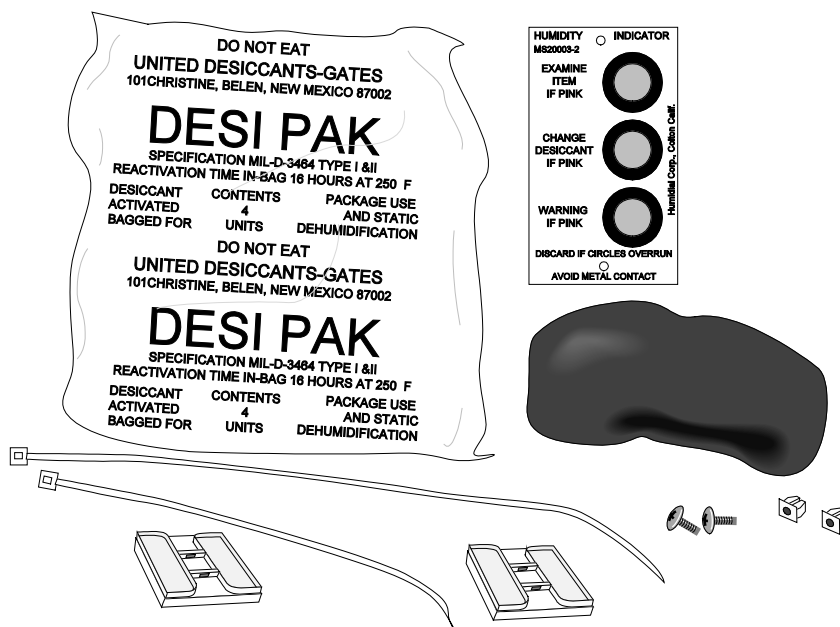 DO NOT EAT
UNITED DESICCANTS-GATES
101CHRISTINE, BELEN, NEW MEXICO 87002
DESI PAK
SPECIFICATION MIL-D-3464 TYPE I &II
REACTIVATION TIME IN-BAG 16 HOURS AT 250 F
DESICCANT CONTENTS PACKAGE USE
ACTIVATED 4 AND STATIC
BAGGED FOR UNITS DEHUMIDIFICATION
DO NOT EAT
UNITED DESICCANTS-GATES
101CHRISTINE, BELEN, NEW MEXICO 87002
DESI PAK
SPECIFICATION MIL-D-3464 TYPE I &II
REACTIVATION TIME IN-BAG 16 HOURS AT 250 F
DESICCANT CONTENTS PACKAGE USE
ACTIVATED 4 AND STATIC
BAGGED FOR UNITS DEHUMIDIFICATION
HUMIDITY INDICATOR
MS20003-2
EXAMINE
ITEM
IF PINK
CHANGE
DESICCANT
IF PINK
WARNING
IF PINK
Humidial Corp., Colton Calif.
DISCARD IF CIRCLES OVERRUN
AVOID METAL CONTACT